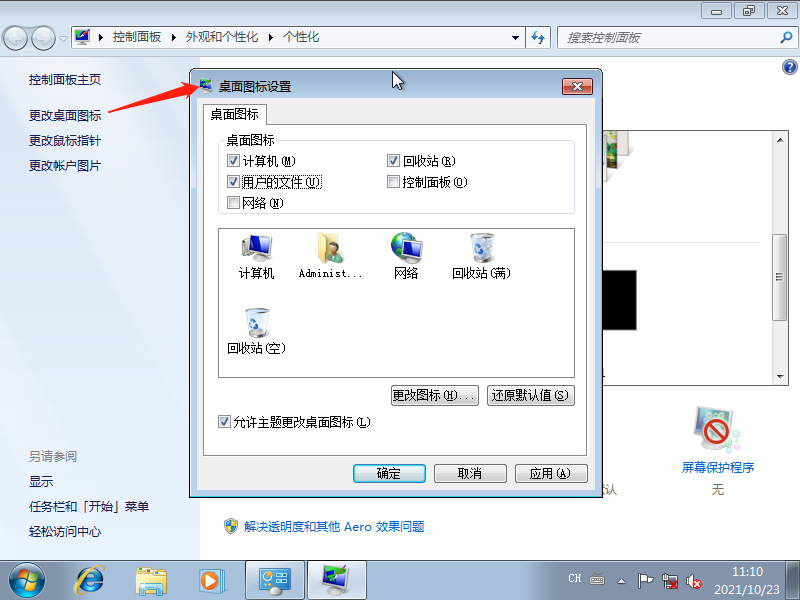 控制面板 外观和个性化 个性化
搜索控制面板
控制面板主页
更改桌面图标
更改鼠标指针
更改帐户图片
桌面图标设置
桌面图标
桌面图标
计算机(M)
回收站(R)
用户的文件(U)
控制面板(O)
网络(N)
计算机
Administ...
网络
回收站(满)
回收站(空)
更改图标(H)...
还原默认值(S)
允许主题更改桌面图标(L)
确定
取消
应用(A)
屏幕保护程序
认
无
另请参阅
显示
任务栏和「开始」菜单
轻松访问中心
解决透明度和其他 Aero 效果问题
CH
11:10
2021/10/23